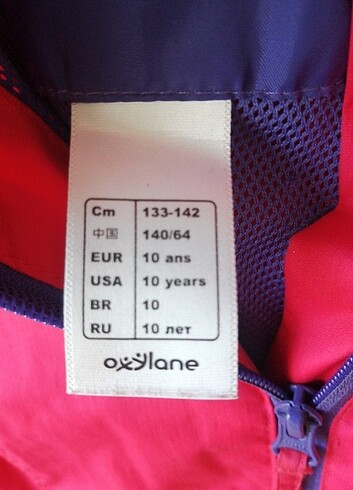 Cm 133-142
中国 140/64
EUR 10 ans
USA 10 years
BR 10
RU 10 лет
oxylane